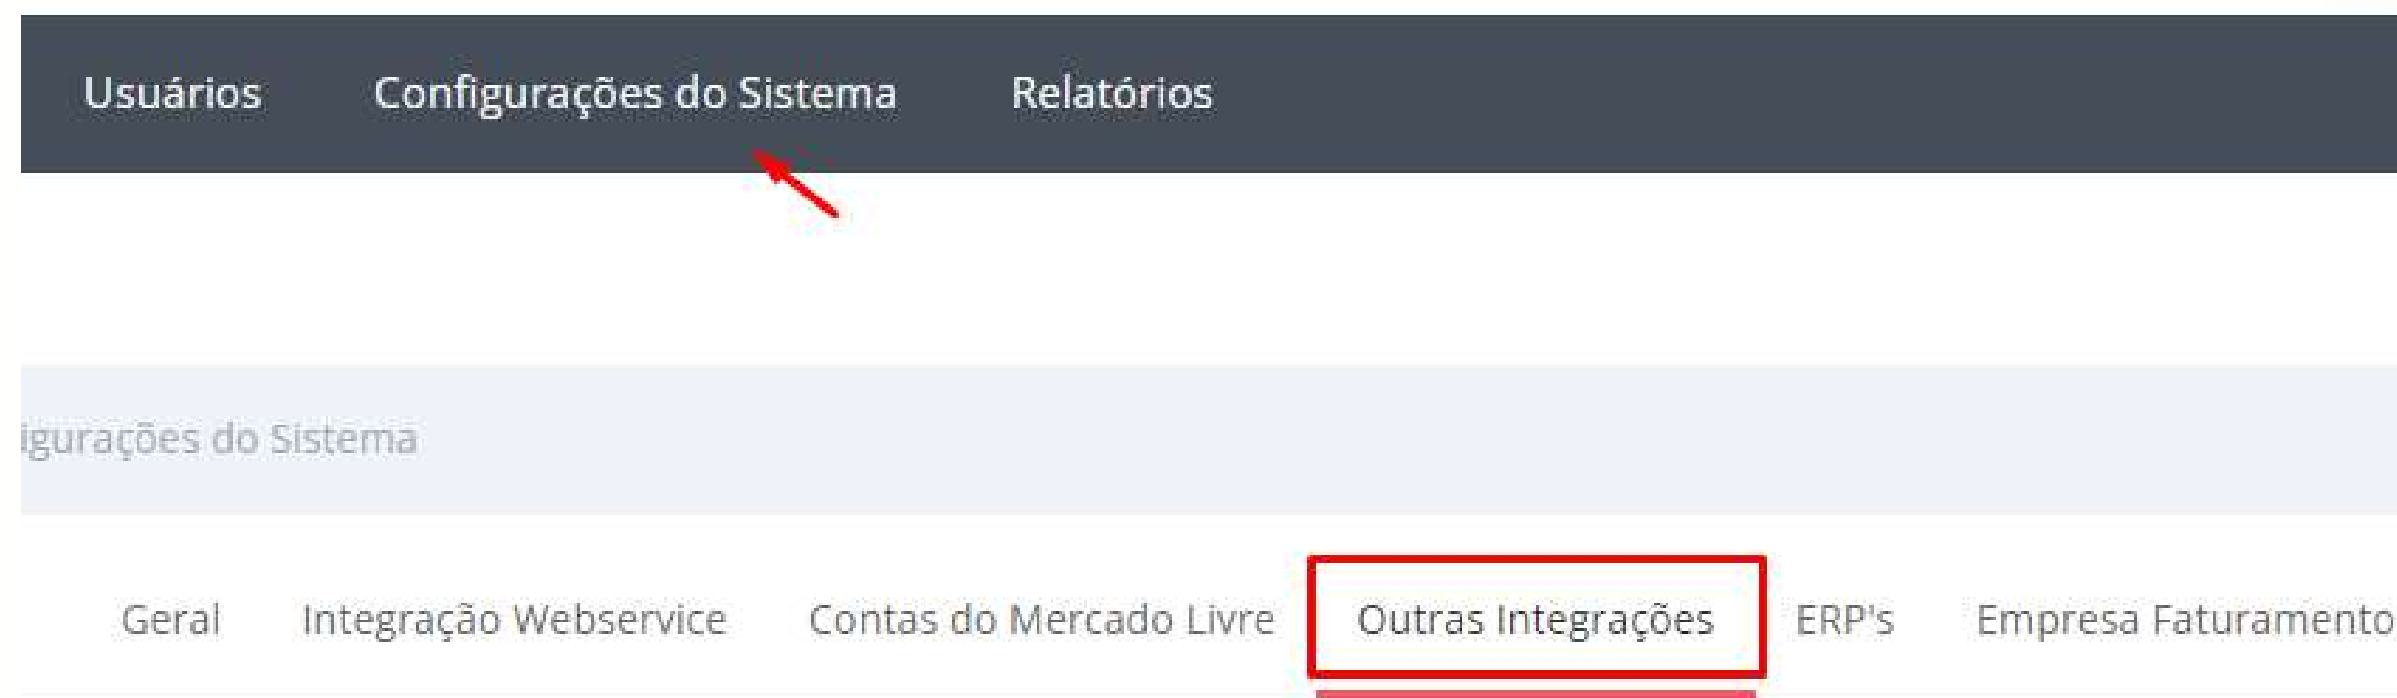 Usuários Configurações do Sistema Relatórios
igurações do Sistema
Geral Integração Webservice Contas do Mercado Livre Outras Integrações ERP's Empresa Faturamento